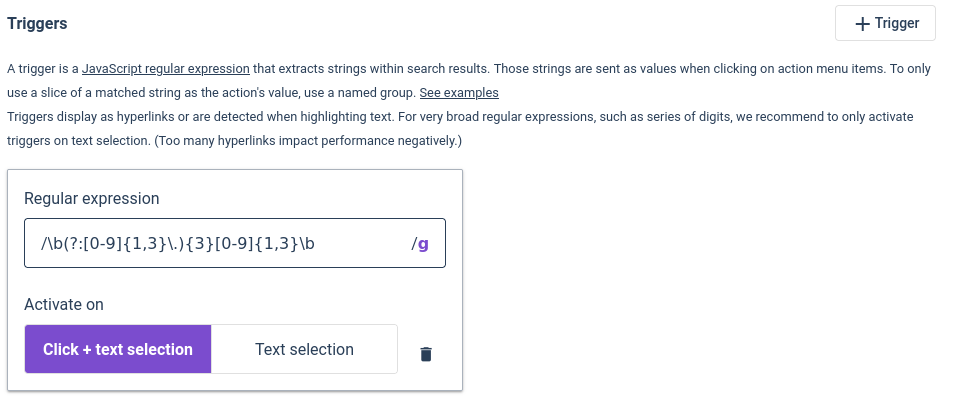 Triggers
+ Trigger
A trigger is a JavaScript regular expression that extracts strings within search results. Those strings are sent as values when clicking on action menu items. To only
use a slice of a matched string as the action's value, use a named group. See examples
Triggers display as hyperlinks or are detected when highlighting text. For very broad regular expressions, such as series of digits, we recommend to only activate
triggers on text selection. (Too many hyperlinks impact performance negatively.)
Regular expression
/\b(?:[0-9]{1,3}\.){3}[0-9]{1,3}\b /g
Activate on
Click + text selection Text selection